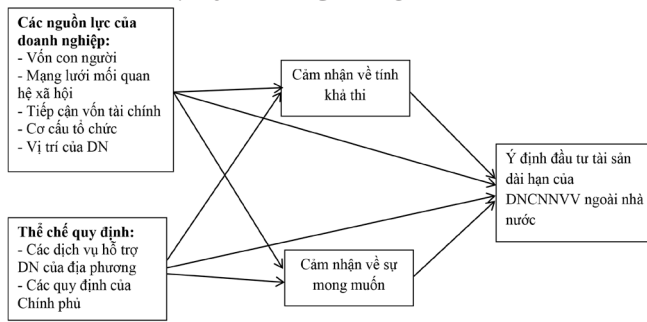 Các nguồn lực của
doanh nghiệp:
- Vốn con người
- Mạng lưới mối quan
hệ xã hội
- Tiếp cận vốn tài chính
- Cơ cấu tổ chức
- Vị trí của DN
Cảm nhận về tính
khả thi
Ý định đầu tư tài sản
dài hạn của
DNCNNVV ngoài nhà
nước
Thể chế quy định:
- Các dịch vụ hỗ trợ
DN của địa phương
- Các quy định của
Chính phủ
Cảm nhận về sự
mong muốn